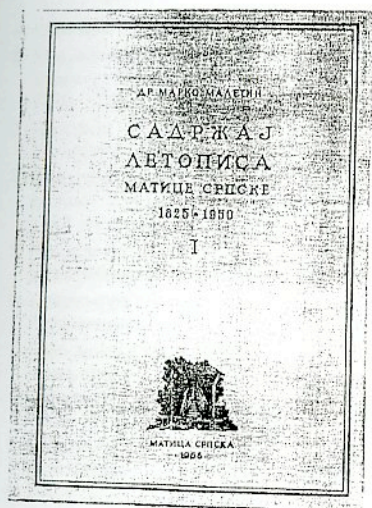 ДР МАРКО МАЛЕТИН
САДРЖАЈ
ЛЕТОПИСА
МАТИЦЕ СРПСКЕ
1825-1950
I
МАТИЦА СРПСКА